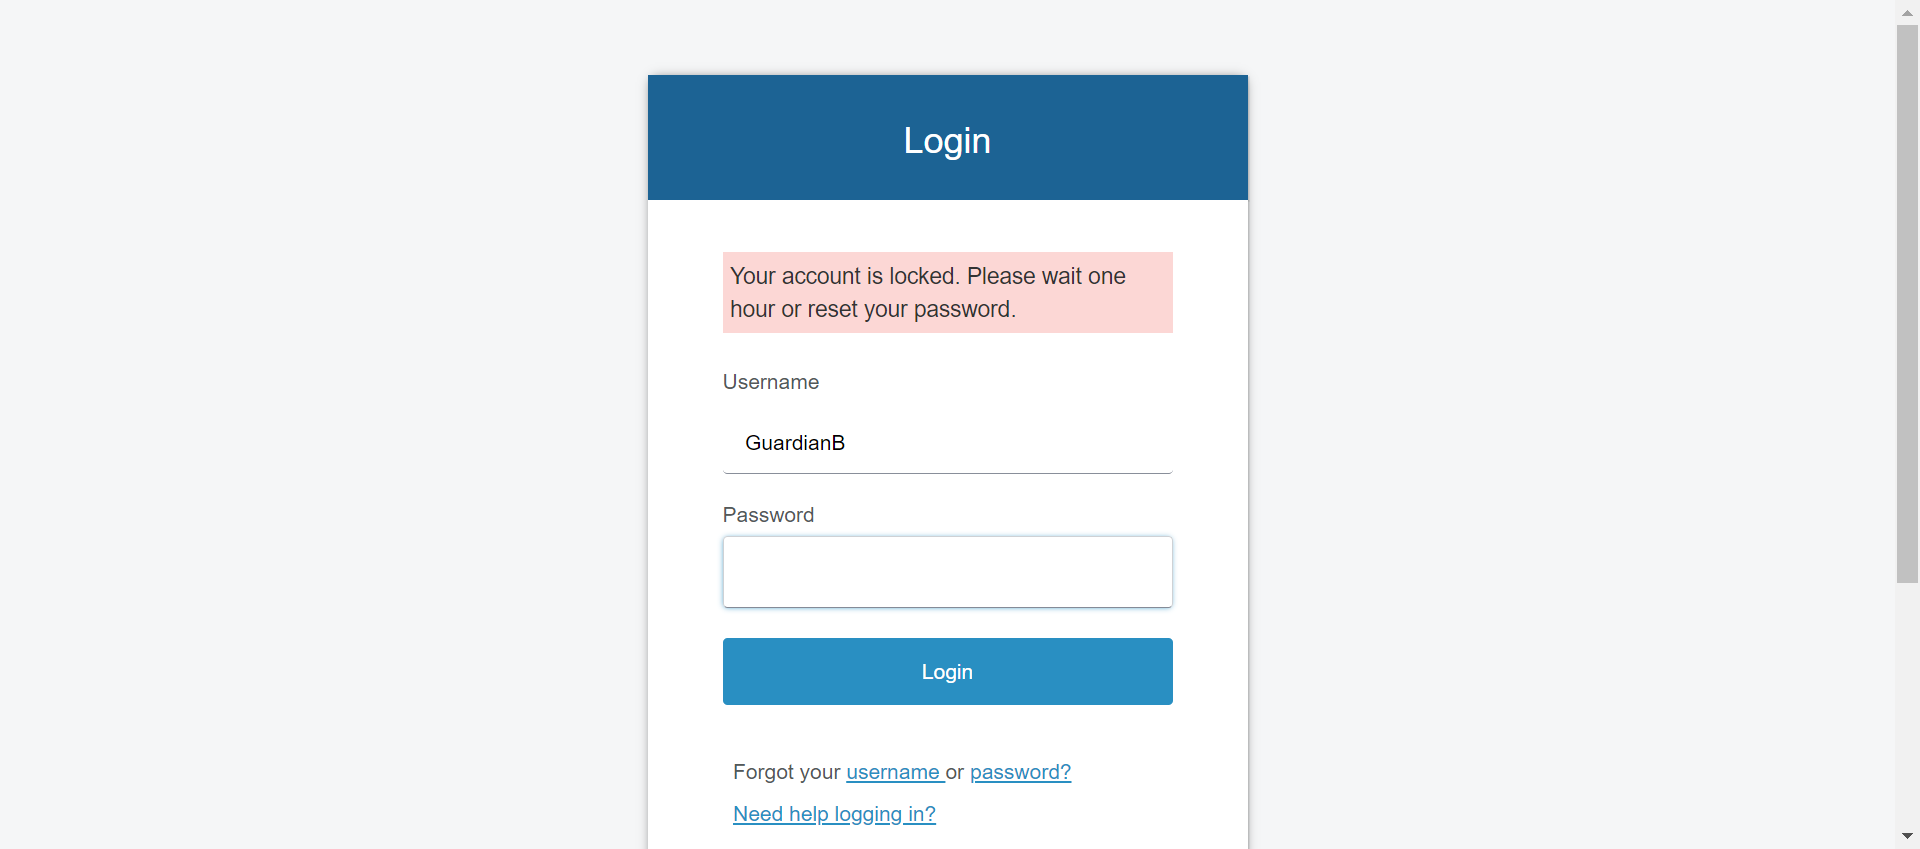 Login
Your account is locked. Please wait one
hour or reset your password.
Username
GuardianB
Password
Login
Forgot your username or password?
Need help logging in?